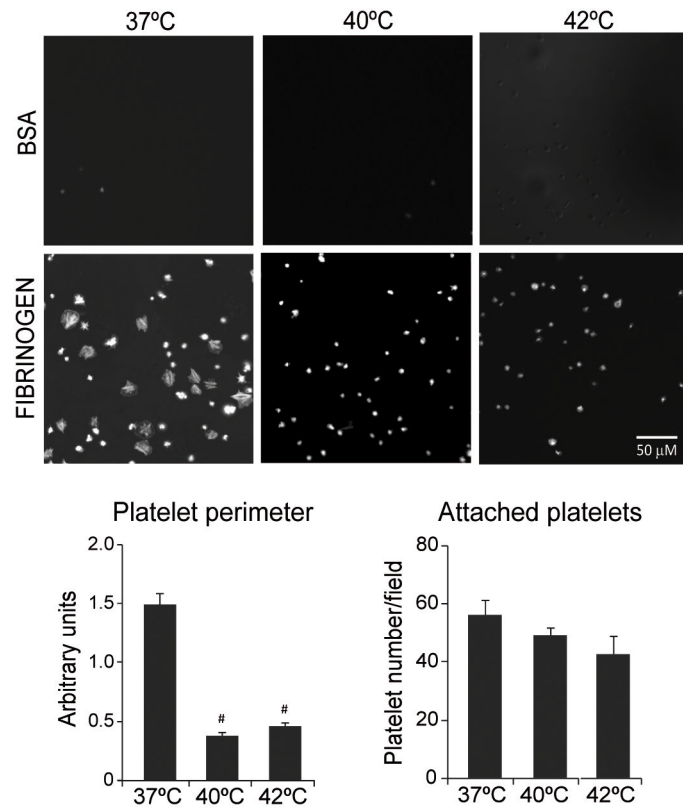 37ºC 40ºC 42ºC
BSA
FIBRINOGEN
50 µM
Platelet perimeter
Arbitrary units
2.0
1.5
1.0
0.5
0
# #
37ºC 40ºC 42ºC
Attached platelets
Platelet number/field
80
60
40
20
0
37ºC 40ºC 42ºC